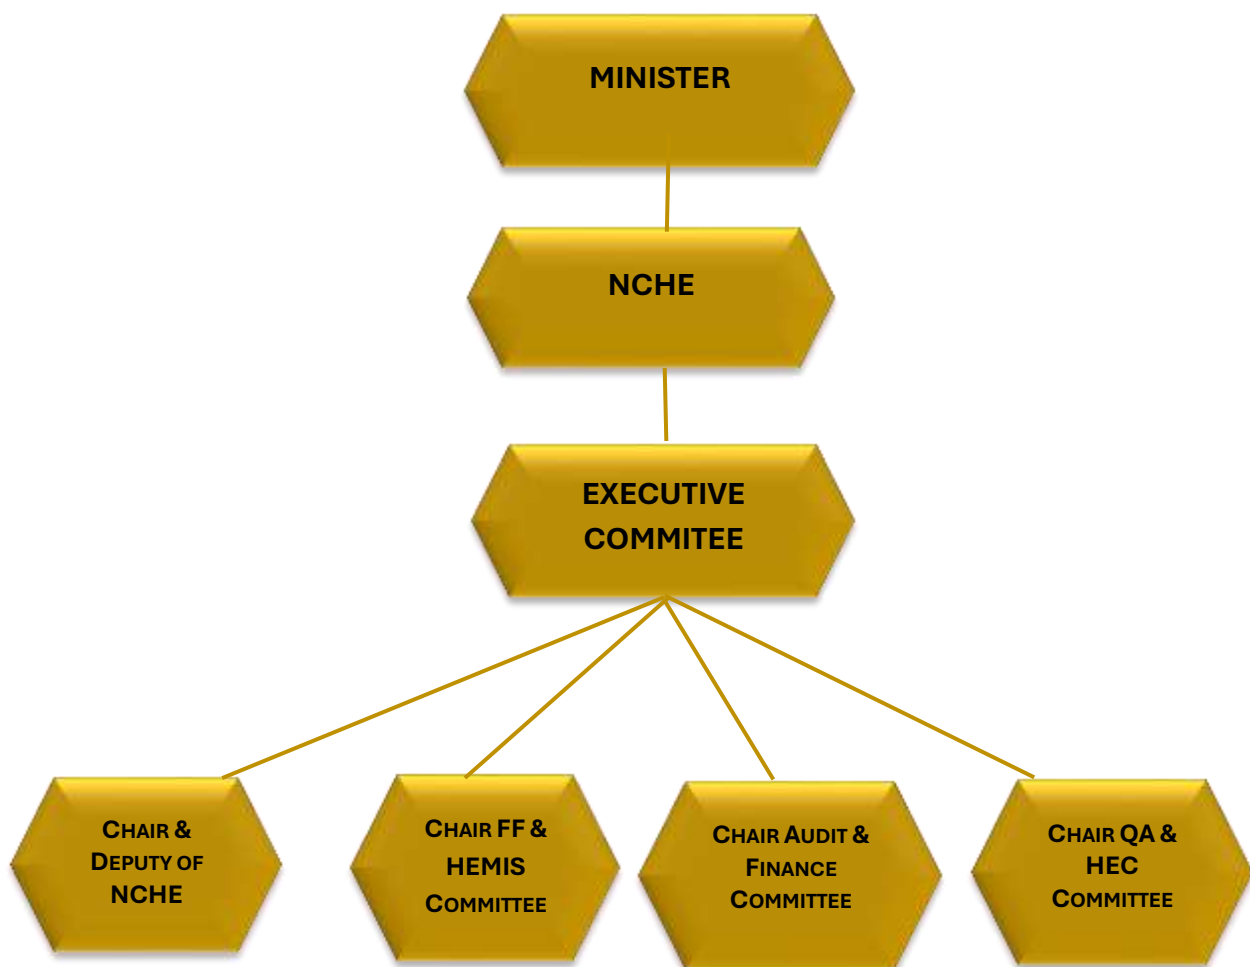 MINISTER
NCHE
EXECUTIVE
COMMITEE
CHAIR &
DEPUTY OF
NCHE
CHAIR FF &
HEMIS
COMMITTEE
CHAIR AUDIT &
FINANCE
COMMITTEE
CHAIR QA &
HEC
COMMITTEE